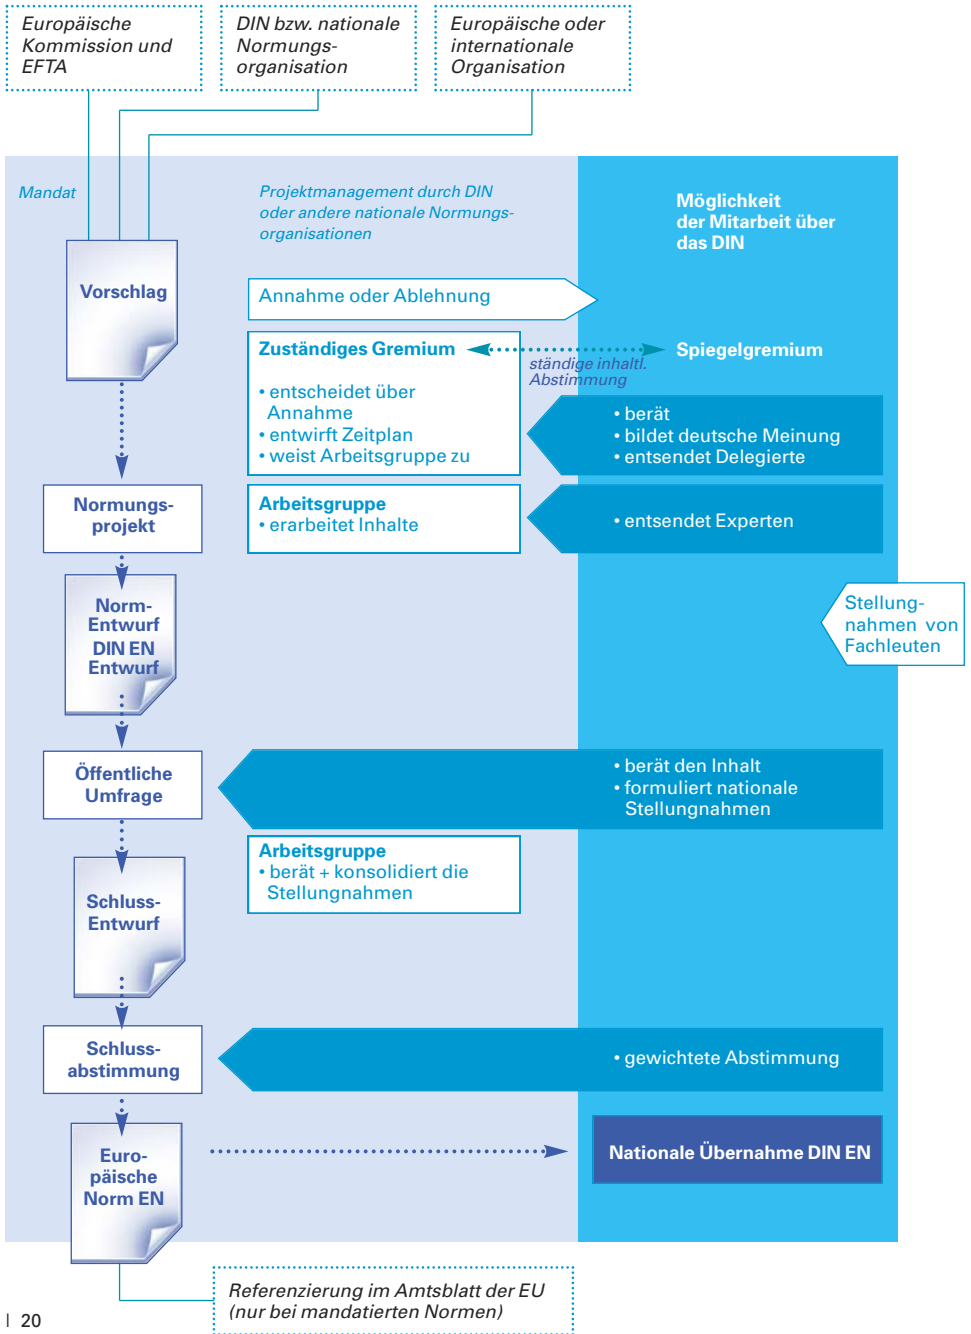 Europäische
Kommission und
EFTA
DIN bzw. nationale
Normungs-
organisation
Europäische oder
internationale
Organisation
Mandat
Projektmanagement durch DIN
oder andere nationale Normungs-
organisationen
Möglichkeit
der Mitarbeit über
das DIN
Vorschlag
Annahme oder Ablehnung
Zuständiges Gremium
• entscheidet über
Annahme
• entwirft Zeitplan
• weist Arbeitsgruppe zu
ständige inhaltl.
Abstimmung
Spiegelgremium
• berät
• bildet deutsche Meinung
• entsendet Delegierte
Normungs-
projekt
Arbeitsgruppe
• erarbeitet Inhalte
• entsendet Experten
Norm-
Entwurf
DIN EN
Entwurf
Stellung-
nahmen von
Fachleuten
Öffentliche
Umfrage
• berät den Inhalt
• formuliert nationale
Stellungnahmen
Arbeitsgruppe
• berät + konsolidiert die
Stellungnahmen
Schluss-
Entwurf
Schluss-
abstimmung
• gewichtete Abstimmung
Euro-
päische
Norm EN
Nationale Übernahme DIN EN
Referenzierung im Amtsblatt der EU
(nur bei mandatierten Normen)
| 20